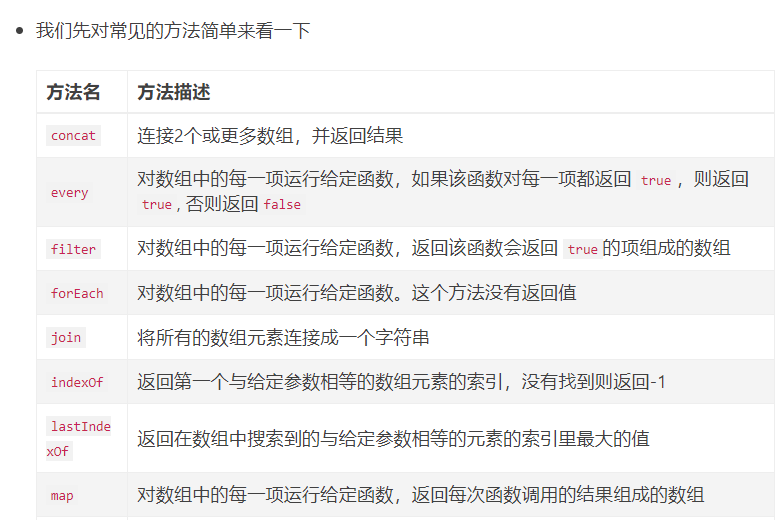 我们先对常见的方法简单来看一下
方法名 方法描述
concat 连接2个或更多数组，并返回结果
every 对数组中的每一项运行给定函数，如果该函数对每一项都返回 true，则返回
true, 否则返回 false
filter 对数组中的每一项运行给定函数，返回该函数会返回 true 的项组成的数组
forEach 对数组中的每一项运行给定函数。这个方法没有返回值
join 将所有的数组元素连接成一个字符串
indexOf 返回第一个与给定参数相等的数组元素的索引，没有找到则返回-1
lastInde
xOf 返回在数组中搜索到的与给定参数相等的元素的索引里最大的值
map 对数组中的每一项运行给定函数，返回每次函数调用的结果组成的数组